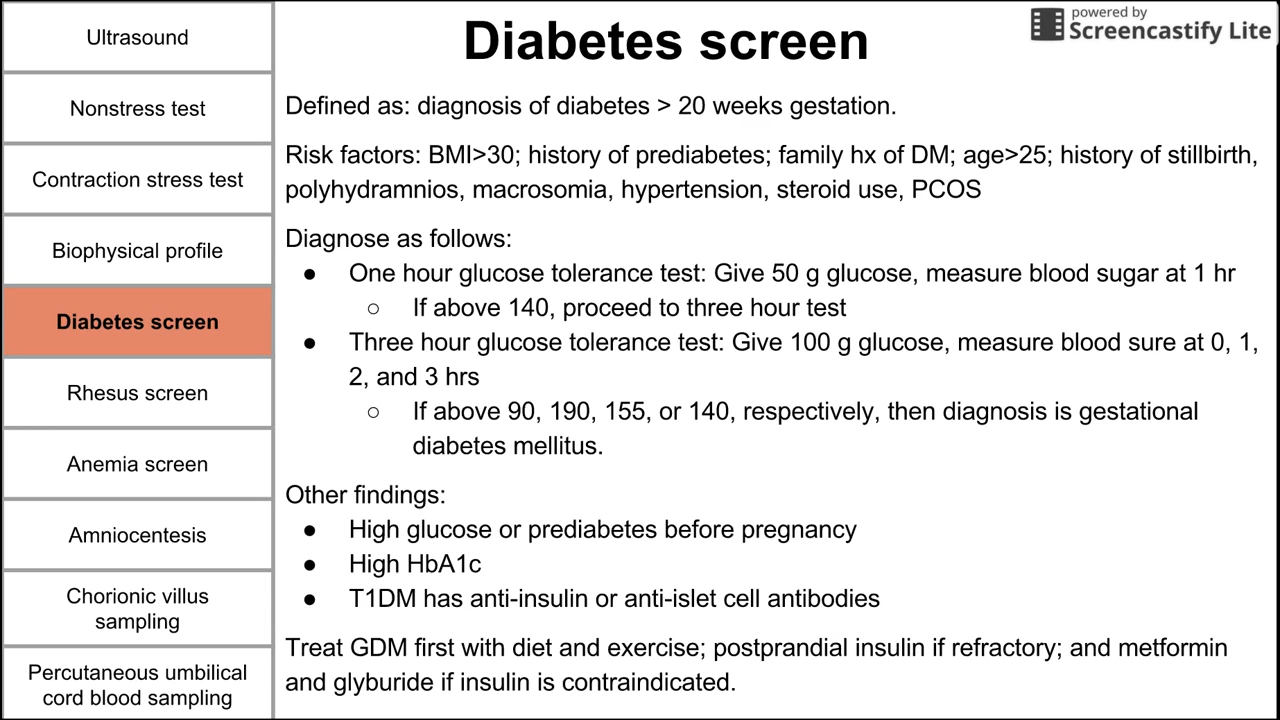 Ultrasound
Nonstress test
Contraction stress test
Biophysical profile
Diabetes screen
Rhesus screen
Anemia screen
Amniocentesis
Chorionic villus
sampling
Percutaneous umbilical
cord blood sampling
Diabetes screen
powered by
Screencastify Lite
Defined as: diagnosis of diabetes > 20 weeks gestation.
Risk factors: BMI>30; history of prediabetes; family hx of DM; age>25; history of stillbirth,
polyhydramnios, macrosomia, hypertension, steroid use, PCOS
Diagnose as follows:
● One hour glucose tolerance test: Give 50 g glucose, measure blood sugar at 1 hr
○ If above 140, proceed to three hour test
● Three hour glucose tolerance test: Give 100 g glucose, measure blood sure at 0, 1,
2, and 3 hrs
○ If above 90, 190, 155, or 140, respectively, then diagnosis is gestational
diabetes mellitus.
Other findings:
● High glucose or prediabetes before pregnancy
● High HbA1c
● T1DM has anti-insulin or anti-islet cell antibodies
Treat GDM first with diet and exercise; postprandial insulin if refractory; and metformin
and glyburide if insulin is contraindicated.